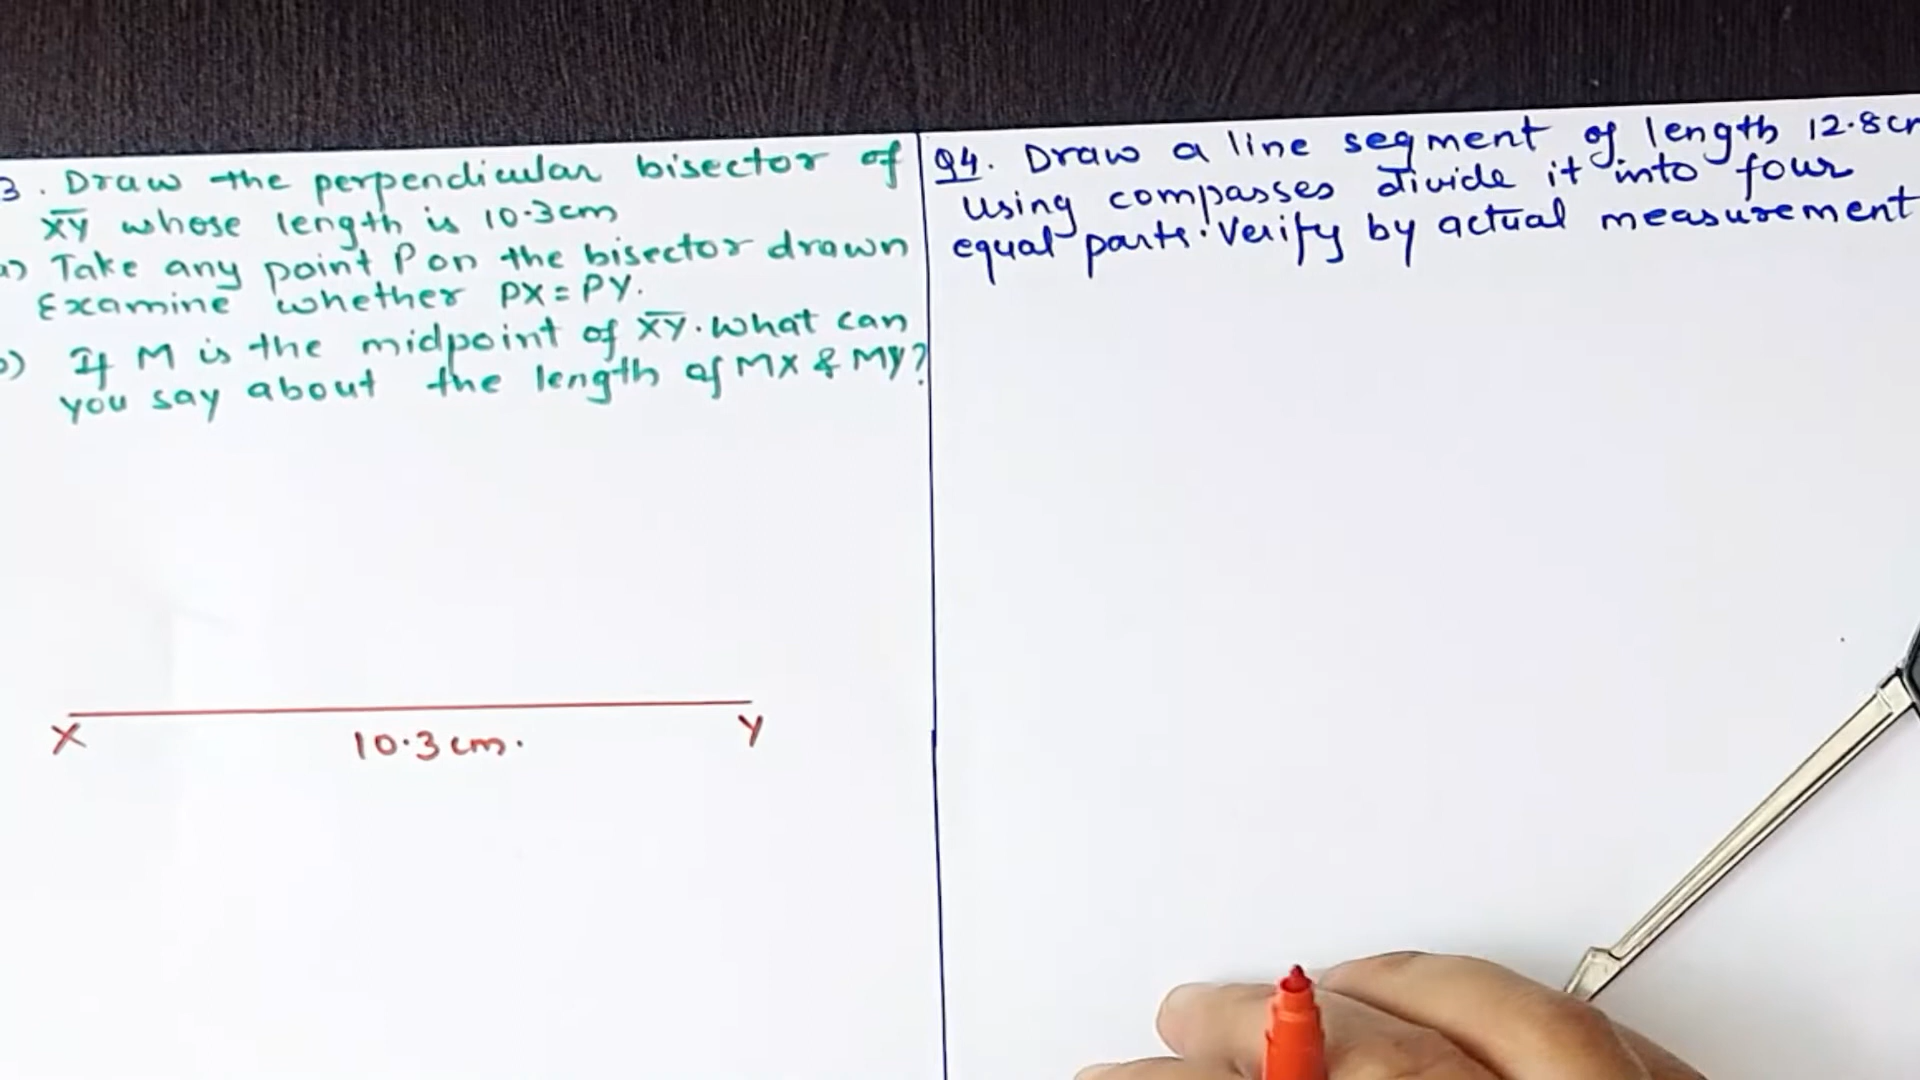 3. Draw the perpendicular bisector of
XY whose length is 10.3cm
a) Take any point P on the bisector drawn
Examine whether PX = PY.
b) If M is the midpoint of XY. What can
you say about the length of MX & MY?
X 10.3cm. Y
Q4. Draw a line segment of length 12.8cm
Using compasses divide it into four
equal parts. Verify by actual measurement